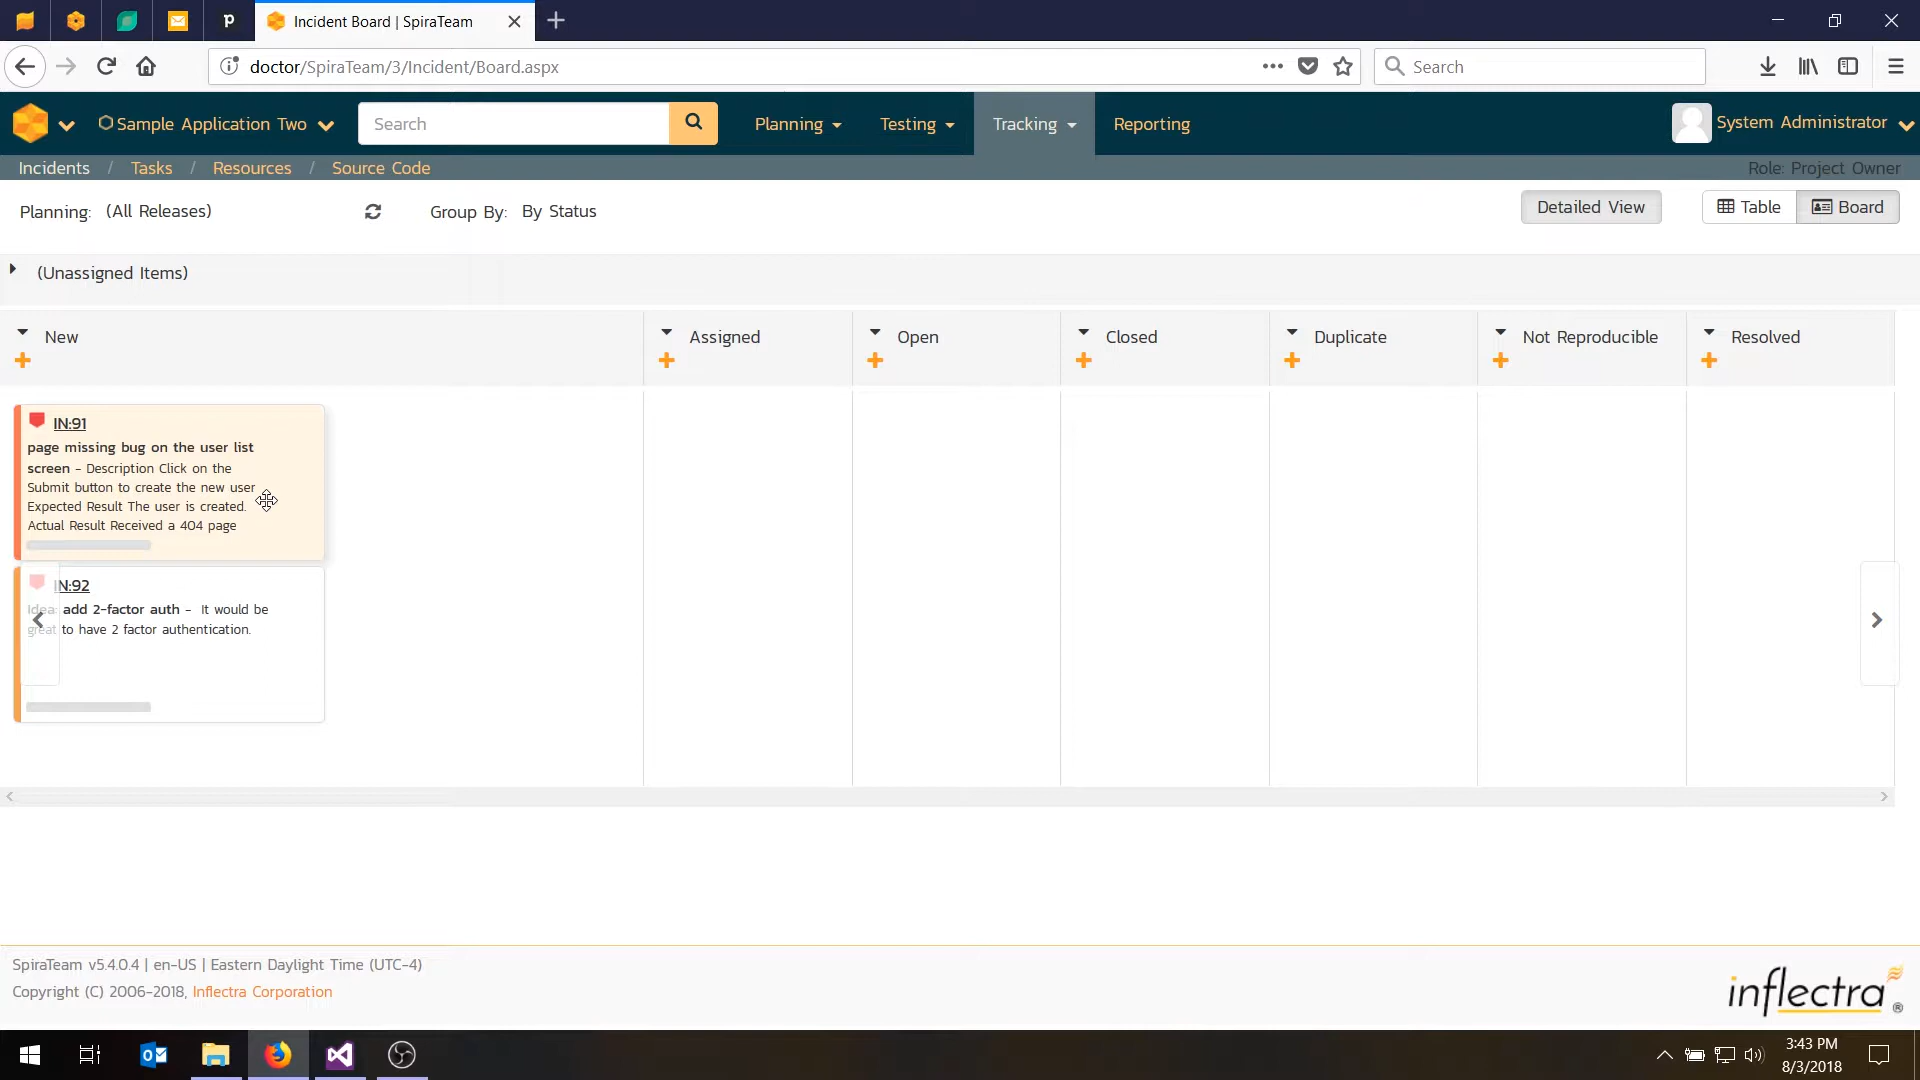 Incident Board | SpiraTeam
doctor/SpiraTeam/3/Incident/Board.aspx
Search
Sample Application Two
Search
Planning
Testing
Tracking
Reporting
System Administrator
Incidents / Tasks / Resources / Source Code
Role: Project Owner
Planning: (All Releases)
Group By: By Status
Detailed View
Table
Board
(Unassigned Items)
New
Assigned
Open
Closed
Duplicate
Not Reproducible
Resolved
IN:91
page missing bug on the user list
screen - Description Click on the
Submit button to create the new user
Expected Result The user is created.
Actual Result Received a 404 page
IN:92
Idea: add 2-factor auth - It would be
great to have 2 factor authentication.
SpiraTeam v5.4.0.4 | en-US | Eastern Daylight Time (UTC-4)
Copyright (C) 2006-2018, Inflectra Corporation
inflectra®
3:43 PM
8/3/2018